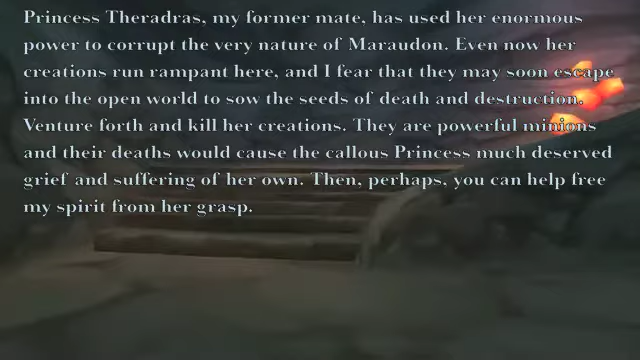 Princess Theradras, my former mate, has used her enormous
power to corrupt the very nature of Maraudon. Even now her
creations run rampant here, and I fear that they may soon escape
into the open world to sow the seeds of death and destruction.
Venture forth and kill her creations. They are powerful minions
and their deaths would cause the callous Princess much deserved
grief and suffering of her own. Then, perhaps, you can help free
my spirit from her grasp.